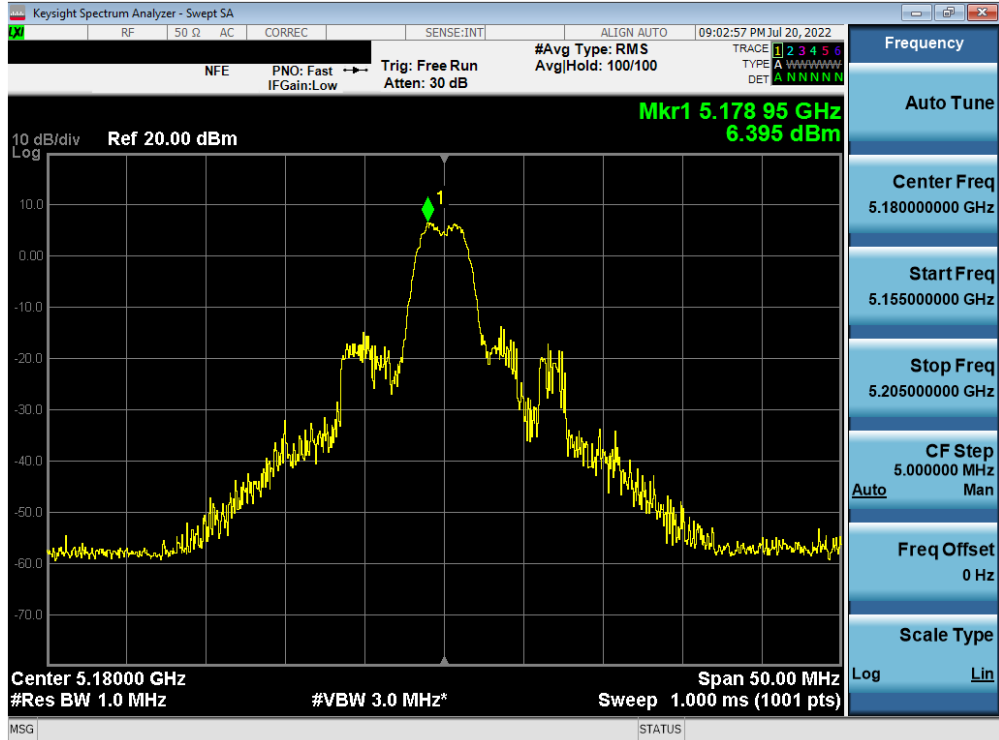 Keysight Spectrum Analyzer - Swept SA
LXI RF 50 Ω AC CORREC SENSE:INT ALIGN AUTO 09:02:57 PM Jul 20, 2022
NFE PNO: Fast Trig: Free Run #Avg Type: RMS TRACE 1 2 3 4 5 6
IFGain:Low Atten: 30 dB Avg|Hold: 100/100 TYPE A WWWWW
DET A N N N N N
Mkr1 5.178 95 GHz
6.395 dBm
10 dB/div Ref 20.00 dBm
Log
1
10.0
0.00
-10.0
-20.0
-30.0
-40.0
-50.0
-60.0
-70.0
Center 5.18000 GHz Span 50.00 MHz
#Res BW 1.0 MHz #VBW 3.0 MHz* Sweep 1.000 ms (1001 pts)
MSG STATUS
Frequency
Auto Tune
Center Freq
5.180000000 GHz
Start Freq
5.155000000 GHz
Stop Freq
5.205000000 GHz
CF Step
5.000000 MHz
Auto Man
Freq Offset
0 Hz
Scale Type
Log Lin